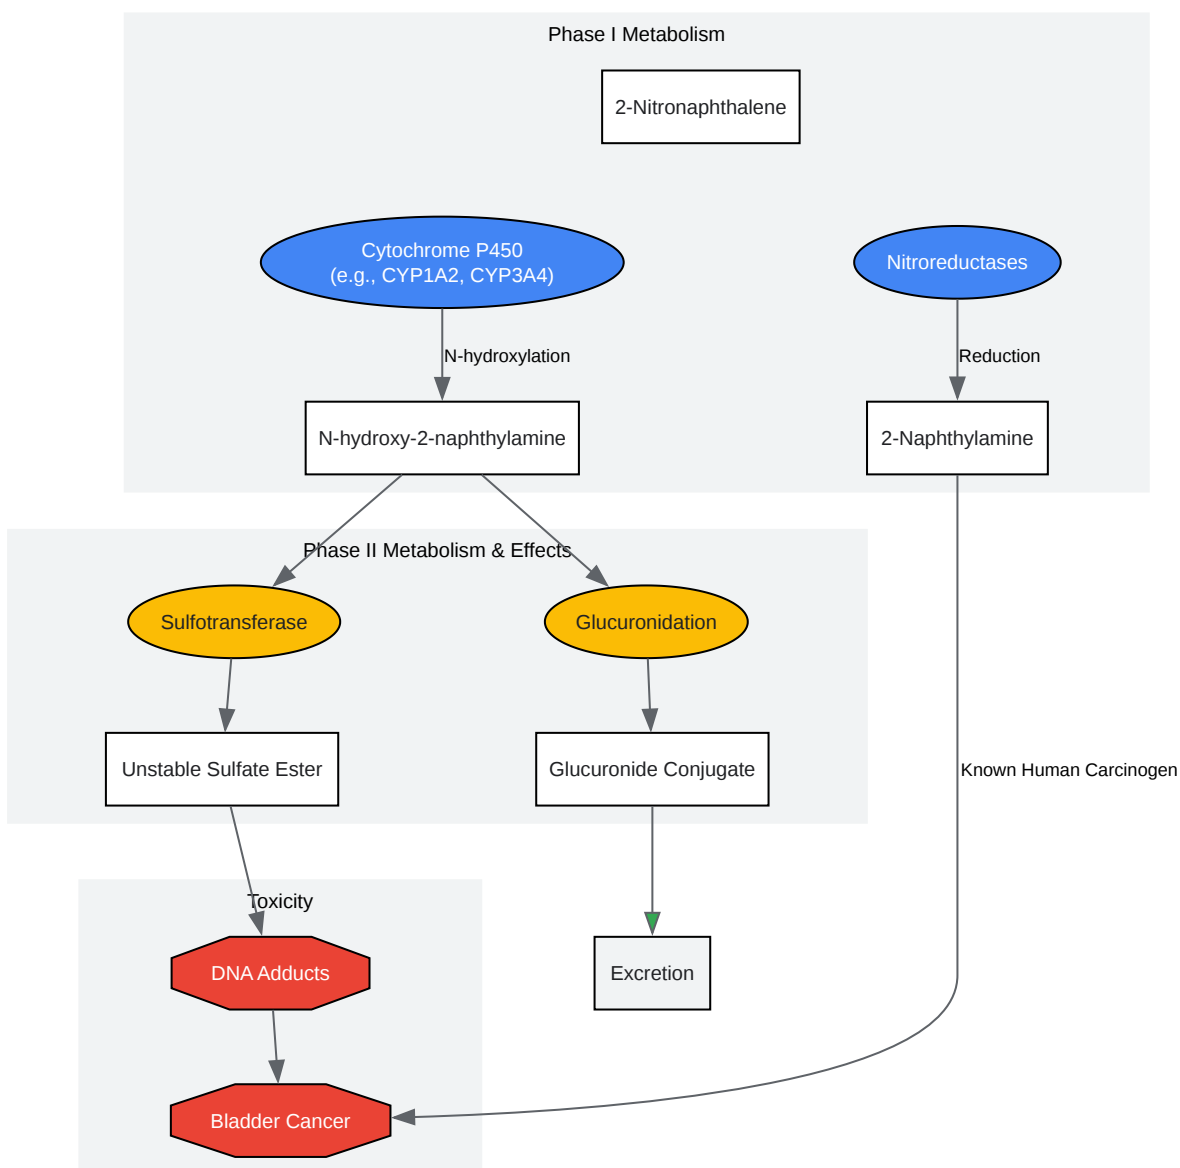 Phase I Metabolism
2-Nitronaphthalene
Cytochrome P450
(e.g., CYP1A2, CYP3A4)
Nitroreductases
N-hydroxylation
Reduction
N-hydroxy-2-naphthylamine
2-Naphthylamine
Phase II Metabolism & Effects
Sulfotransferase
Glucuronidation
Unstable Sulfate Ester
Glucuronide Conjugate
Known Human Carcinogen
Toxicity
DNA Adducts
Excretion
Bladder Cancer